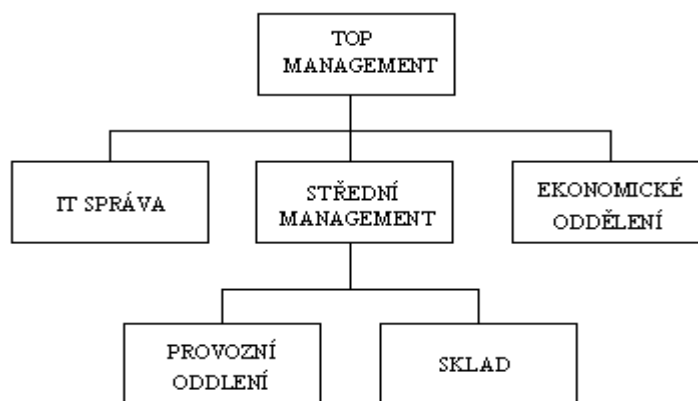 TOP
MANAGEMENT
IT SPRÁVA
STŘEDNÍ
MANAGEMENT
EKONOMICKÉ
ODDĚLENÍ
PROVOZNÍ
ODDLENÍ
SKLAD